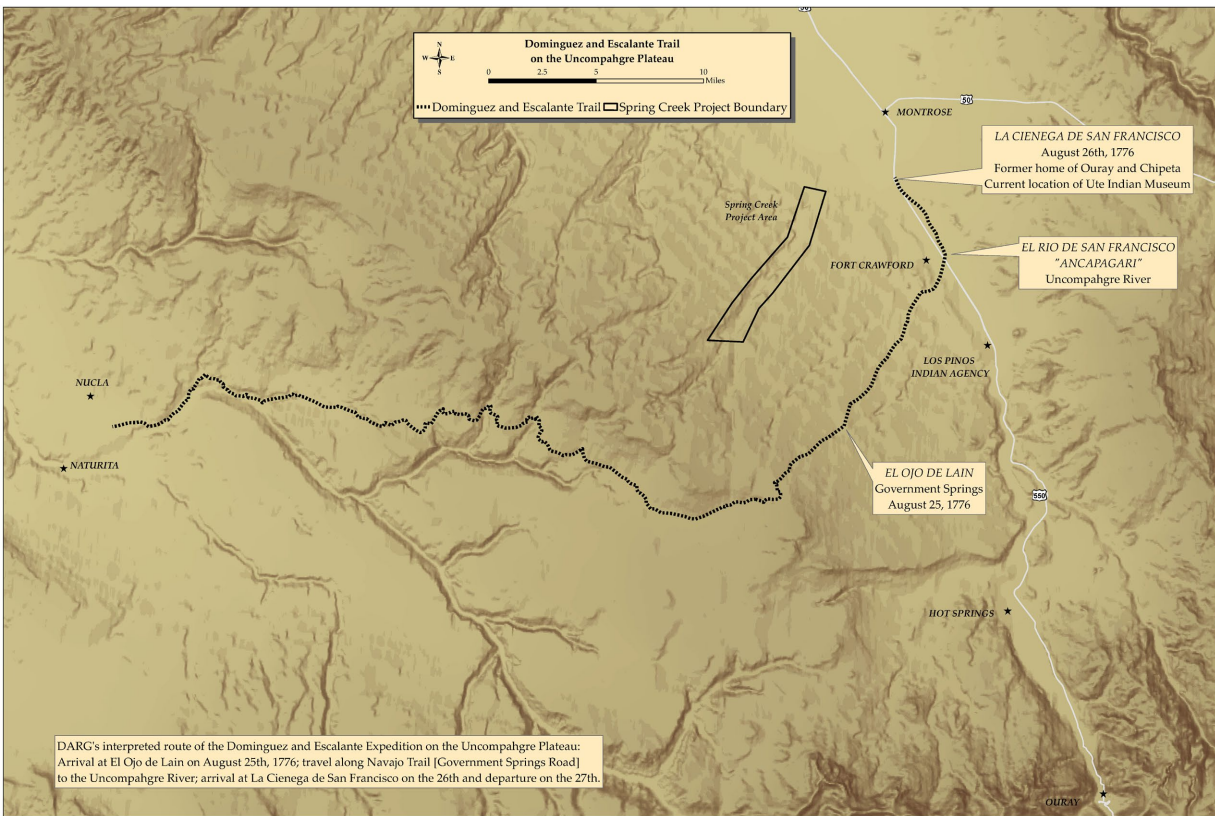 50
Dominguez and Escalante Trail
on the Uncompahgre Plateau
N
W E
S
0 2.5 5 10
Miles
Dominguez and Escalante Trail Spring Creek Project Boundary
50
MONTROSE
LA CIENEGA DE SAN FRANCISCO
August 26th, 1776
Former home of Ouray and Chipeta
Current location of Ute Indian Museum
Spring Creek
Project Area
EL RIO DE SAN FRANCISCO
"ANCAPAGARI"
Uncompahgre River
FORT CRAWFORD
LOS PINOS
INDIAN AGENCY
NUCLA
NATURITA
EL OJO DE LAIN
Government Springs
August 25, 1776
550
HOT SPRINGS
DARG's interpreted route of the Dominguez and Escalante Expedition on the Uncompahgre Plateau:
Arrival at El Ojo de Lain on August 25th, 1776; travel along Navajo Trail [Government Springs Road]
to the Uncompahgre River; arrival at La Cienega de San Francisco on the 26th and departure on the 27th.
OURAY